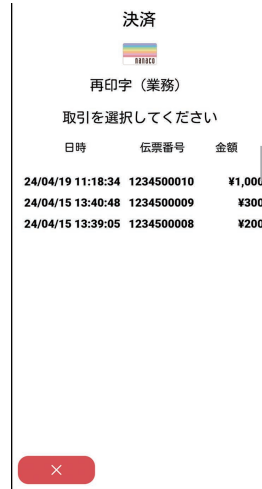 決済
nanaco
再印字（業務）
取引を選択してください
日時 伝票番号 金額
24/04/19 11:18:34 1234500010 ¥1,000
24/04/15 13:40:48 1234500009 ¥300
24/04/15 13:39:05 1234500008 ¥200
×